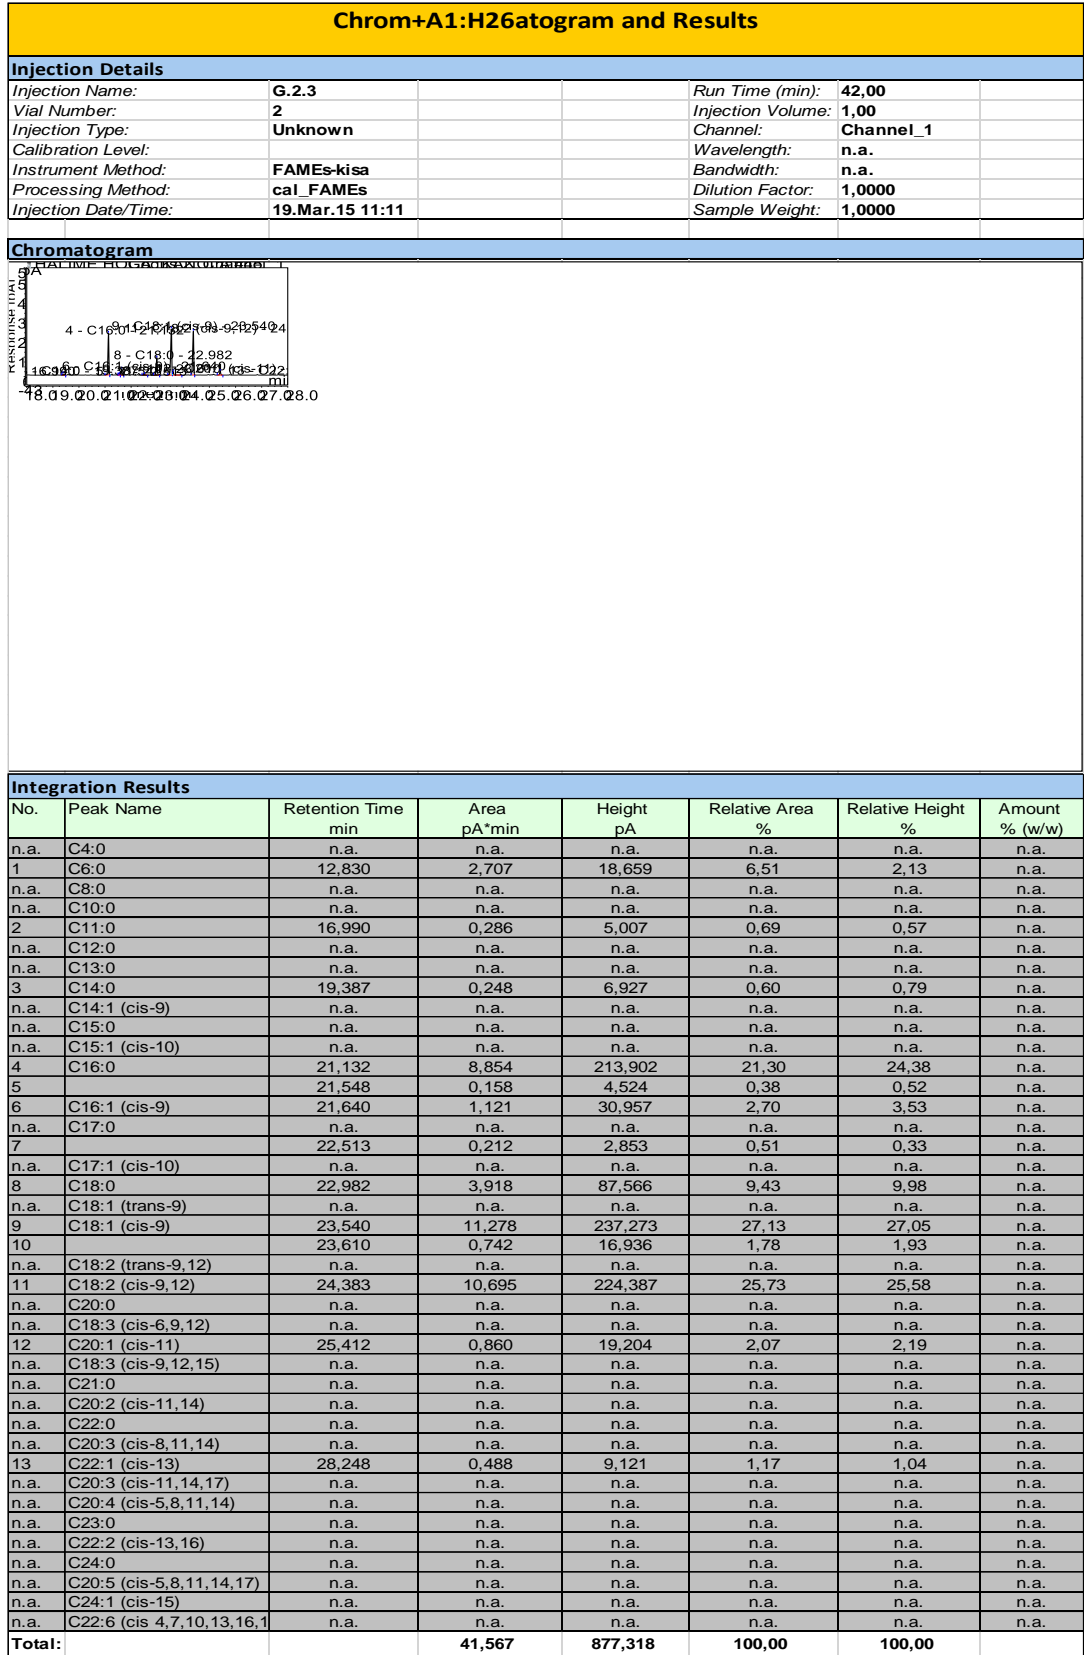 Chrom+A1:H26atogram and Results
Injection Details
Injection Name: G.2.3 Run Time (min): 42,00
Vial Number: 2 Injection Volume: 1,00
Injection Type: Unknown Channel: Channel_1
Calibration Level: Wavelength: n.a.
Instrument Method: FAMEs-kisa Bandwidth: n.a.
Processing Method: cal_FAMEs Dilution Factor: 1,0000
Injection Date/Time: 19.Mar.15 11:11 Sample Weight: 1,0000
Chromatogram
pA
4 - C16:0 - 21.132
9 - C18:1 (cis-9) - 23.540
8 - C18:0 - 22.982
18.0 19.0 20.0 21.0 22.0 23.0 24.0 25.0 26.0 27.0 28.0
Integration Results
No. Peak Name Retention Time Area Height Relative Area Relative Height Amount
min pA*min pA % % % (w/w)
n.a. C4:0 n.a. n.a. n.a. n.a. n.a. n.a.
1 C6:0 12,830 2,707 18,659 6,51 2,13 n.a.
n.a. C8:0 n.a. n.a. n.a. n.a. n.a. n.a.
n.a. C10:0 n.a. n.a. n.a. n.a. n.a. n.a.
2 C11:0 16,990 0,286 5,007 0,69 0,57 n.a.
n.a. C12:0 n.a. n.a. n.a. n.a. n.a. n.a.
n.a. C13:0 n.a. n.a. n.a. n.a. n.a. n.a.
3 C14:0 19,387 0,248 6,927 0,60 0,79 n.a.
n.a. C14:1 (cis-9) n.a. n.a. n.a. n.a. n.a. n.a.
n.a. C15:0 n.a. n.a. n.a. n.a. n.a. n.a.
n.a. C15:1 (cis-10) n.a. n.a. n.a. n.a. n.a. n.a.
4 C16:0 21,132 8,854 213,902 21,30 24,38 n.a.
5 21,548 0,158 4,524 0,38 0,52 n.a.
6 C16:1 (cis-9) 21,640 1,121 30,957 2,70 3,53 n.a.
n.a. C17:0 n.a. n.a. n.a. n.a. n.a. n.a.
7 22,513 0,212 2,853 0,51 0,33 n.a.
n.a. C17:1 (cis-10) n.a. n.a. n.a. n.a. n.a. n.a.
8 C18:0 22,982 3,918 87,566 9,43 9,98 n.a.
n.a. C18:1 (trans-9) n.a. n.a. n.a. n.a. n.a. n.a.
9 C18:1 (cis-9) 23,540 11,278 237,273 27,13 27,05 n.a.
10 23,610 0,742 16,936 1,78 1,93 n.a.
n.a. C18:2 (trans-9,12) n.a. n.a. n.a. n.a. n.a. n.a.
11 C18:2 (cis-9,12) 24,383 10,695 224,387 25,73 25,58 n.a.
n.a. C20:0 n.a. n.a. n.a. n.a. n.a. n.a.
n.a. C18:3 (cis-6,9,12) n.a. n.a. n.a. n.a. n.a. n.a.
12 C20:1 (cis-11) 25,412 0,860 19,204 2,07 2,19 n.a.
n.a. C18:3 (cis-9,12,15) n.a. n.a. n.a. n.a. n.a. n.a.
n.a. C21:0 n.a. n.a. n.a. n.a. n.a. n.a.
n.a. C20:2 (cis-11,14) n.a. n.a. n.a. n.a. n.a. n.a.
n.a. C22:0 n.a. n.a. n.a. n.a. n.a. n.a.
n.a. C20:3 (cis-8,11,14) n.a. n.a. n.a. n.a. n.a. n.a.
13 C22:1 (cis-13) 28,248 0,488 9,121 1,17 1,04 n.a.
n.a. C20:3 (cis-11,14,17) n.a. n.a. n.a. n.a. n.a. n.a.
n.a. C20:4 (cis-5,8,11,14) n.a. n.a. n.a. n.a. n.a. n.a.
n.a. C23:0 n.a. n.a. n.a. n.a. n.a. n.a.
n.a. C22:2 (cis-13,16) n.a. n.a. n.a. n.a. n.a. n.a.
n.a. C24:0 n.a. n.a. n.a. n.a. n.a. n.a.
n.a. C20:5 (cis-5,8,11,14,17) n.a. n.a. n.a. n.a. n.a. n.a.
n.a. C24:1 (cis-15) n.a. n.a. n.a. n.a. n.a. n.a.
n.a. C22:6 (cis 4,7,10,13,16,1 n.a. n.a. n.a. n.a. n.a. n.a.
Total: 41,567 877,318 100,00 100,00